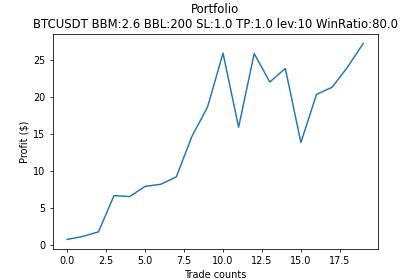 Portfolio
BTCUSDT BBM:2.6 BBL:200 SL:1.0 TP:1.0 lev:10 WinRatio:80.0
25
20
15
10
5
0
Profit ($)
0.0 2.5 5.0 7.5 10.0 12.5 15.0 17.5
Trade counts